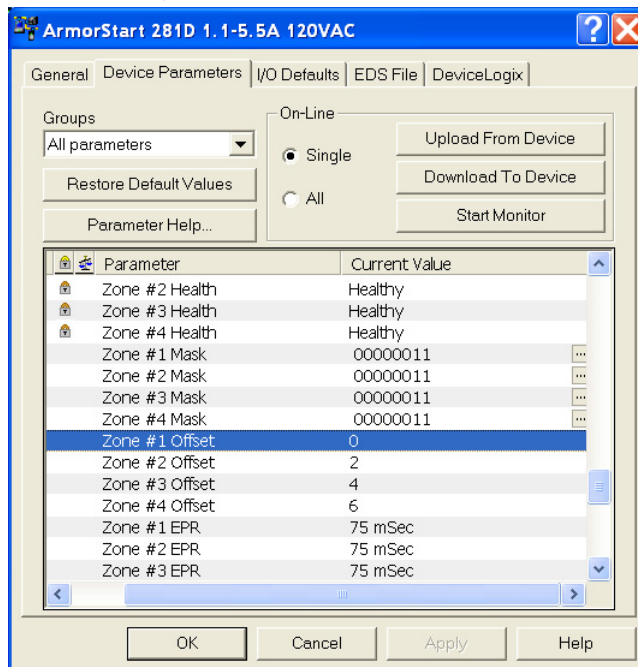 ArmorStart 281D 1.1-5.5A 120VAC
General Device Parameters I/O Defaults EDS File DeviceLogix
Groups
All parameters
Restore Default Values
Parameter Help...
On-Line
Single
All
Upload From Device
Download To Device
Start Monitor
Parameter Current Value
Zone #2 Health Healthy
Zone #3 Health Healthy
Zone #4 Health Healthy
Zone #1 Mask 00000011 ...
Zone #2 Mask 00000011 ...
Zone #3 Mask 00000011 ...
Zone #4 Mask 00000011 ...
Zone #1 Offset 0
Zone #2 Offset 2
Zone #3 Offset 4
Zone #4 Offset 6
Zone #1 EPR 75 mSec
Zone #2 EPR 75 mSec
Zone #3 EPR 75 mSec
OK Cancel Apply Help